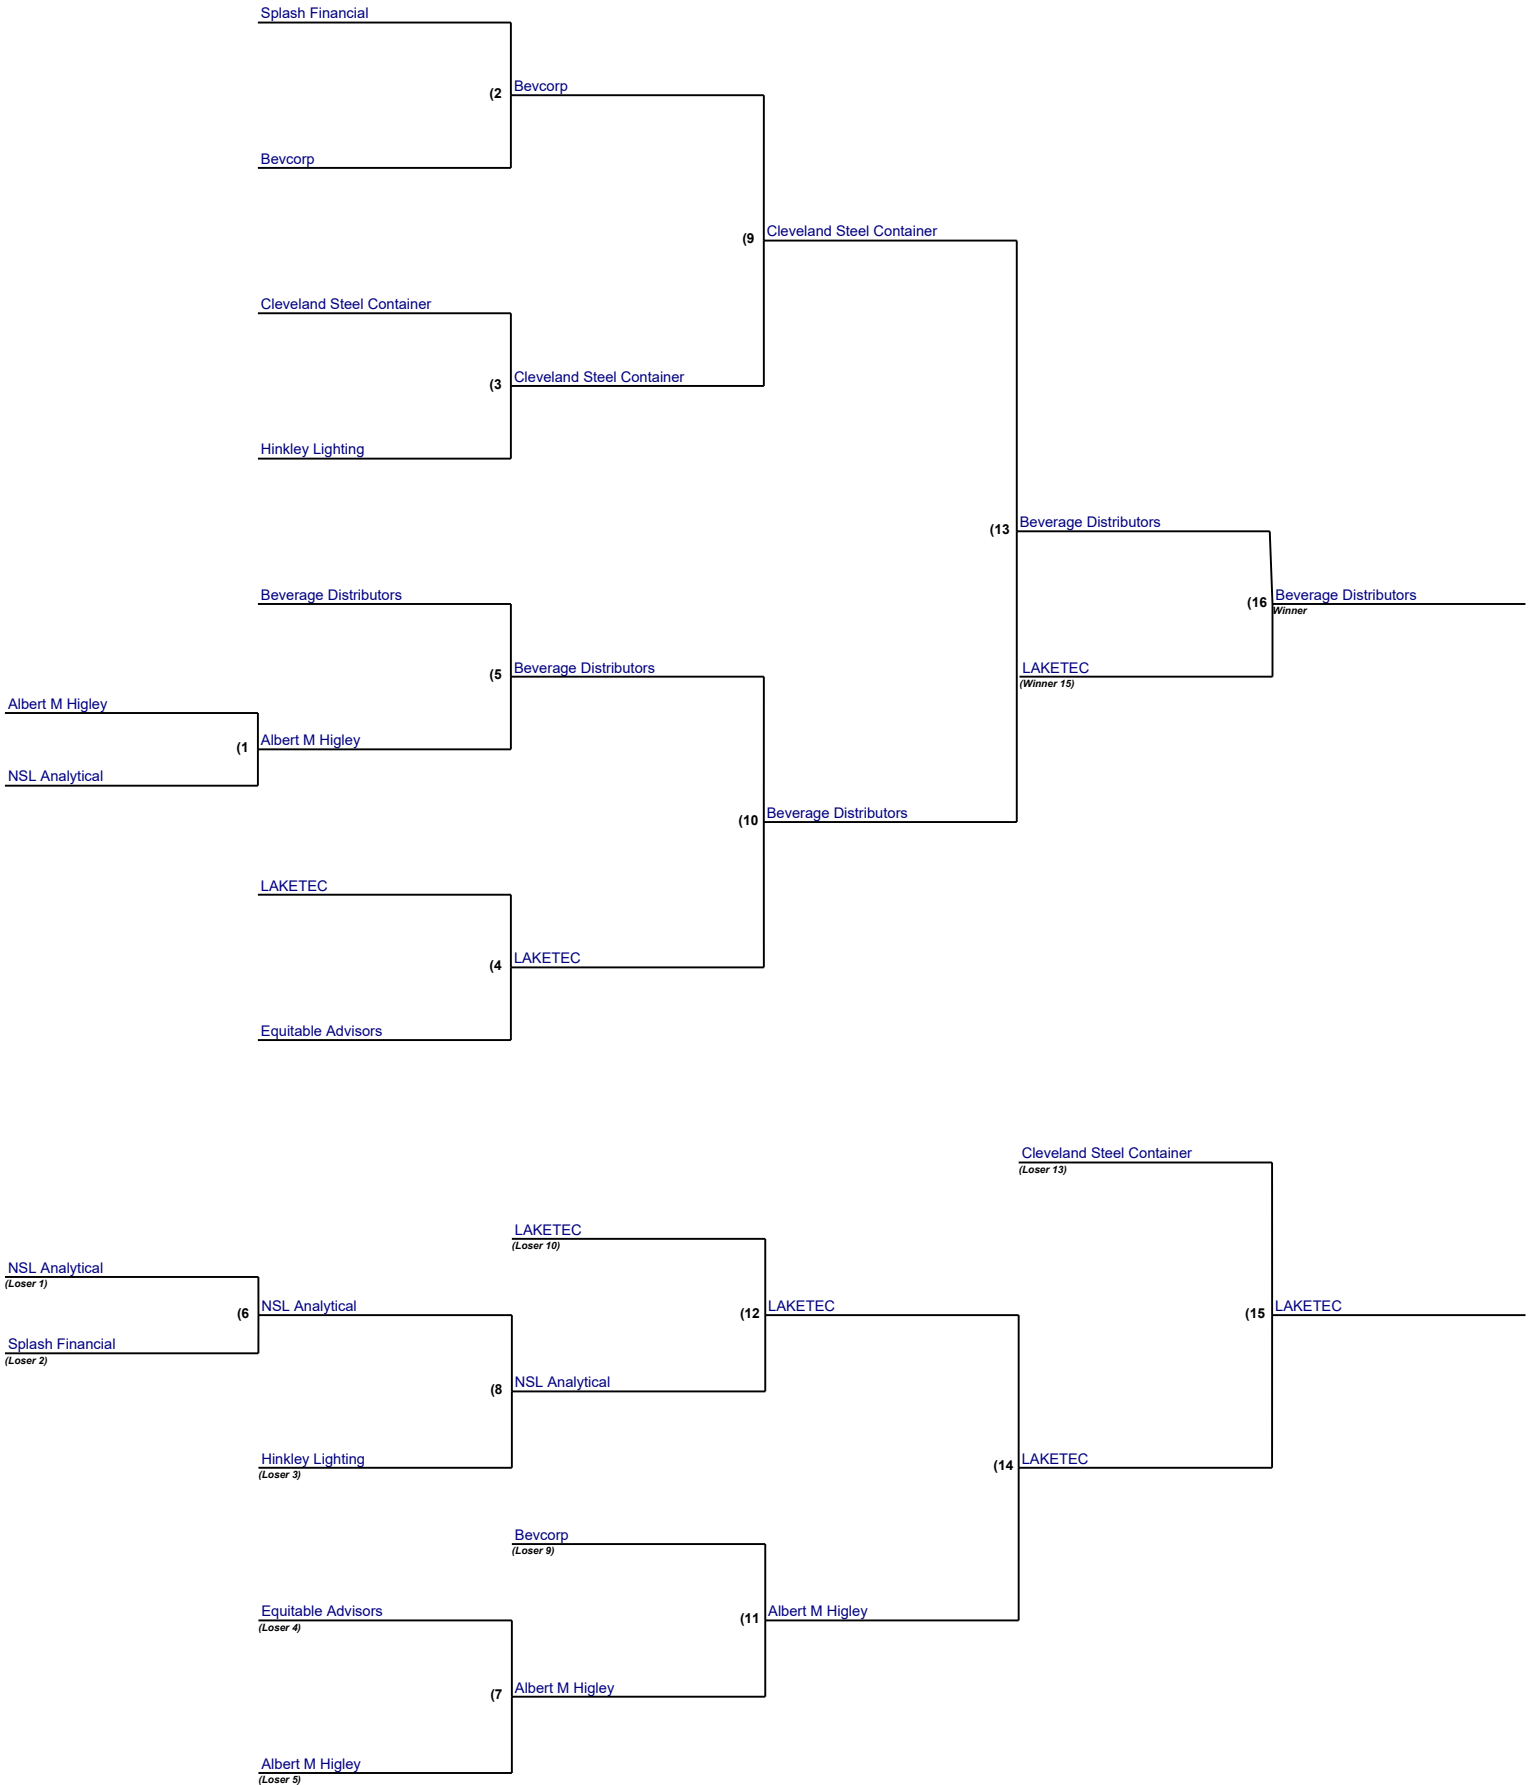 Splash Financial
(2 Bevcorp
Bevcorp
(9 Cleveland Steel Container
Cleveland Steel Container
(3 Cleveland Steel Container
Hinkley Lighting
(13 Beverage Distributors
Beverage Distributors
(16 Beverage Distributors
Winner
(5 Beverage Distributors
LAKETEC
(Winner 15)
Albert M Higley
(1 Albert M Higley
NSL Analytical
(10 Beverage Distributors
LAKETEC
(4 LAKETEC
Equitable Advisors
Cleveland Steel Container
(Loser 13)
LAKETEC
(Loser 10)
NSL Analytical
(Loser 1)
(6 NSL Analytical
(12 LAKETEC
(15 LAKETEC
Splash Financial
(Loser 2)
(8 NSL Analytical
Hinkley Lighting
(Loser 3)
(14 LAKETEC
Bevcorp
(Loser 9)
Equitable Advisors
(Loser 4)
(11 Albert M Higley
(7 Albert M Higley
Albert M Higley
(Loser 5)